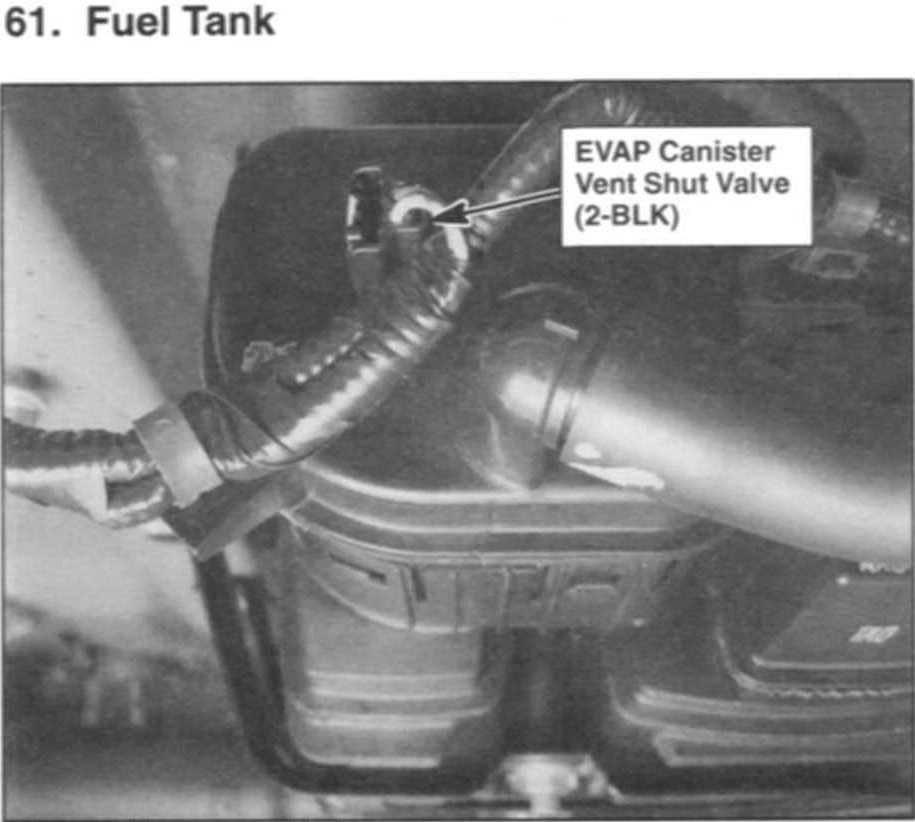 61. Fuel Tank
EVAP Canister
Vent Shut Valve
(2-BLK)